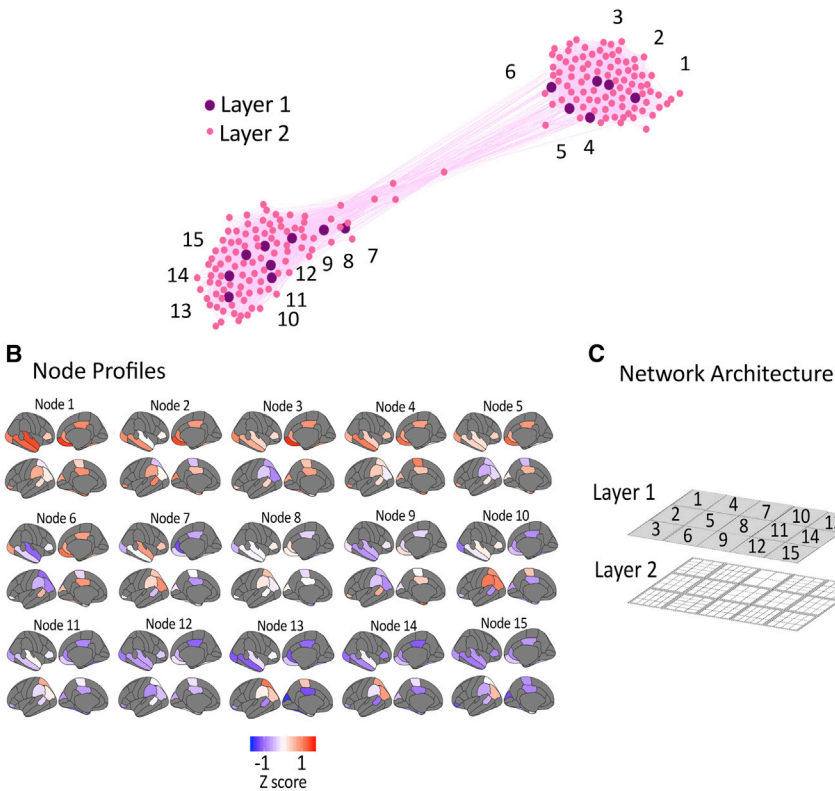 3
2
6
1
Layer 1
Layer 2
5 4
15
9 8 7
14
12
13
11
10
B
Node Profiles
C
Network Architecture
Node 1 Node 2 Node 3 Node 4 Node 5
Node 6 Node 7 Node 8 Node 9 Node 10
Node 11 Node 12 Node 13 Node 14 Node 15
-1 1
Z score
Layer 1
1 4 7 10
2 5 8 11 14
3 6 9 12 15
Layer 2